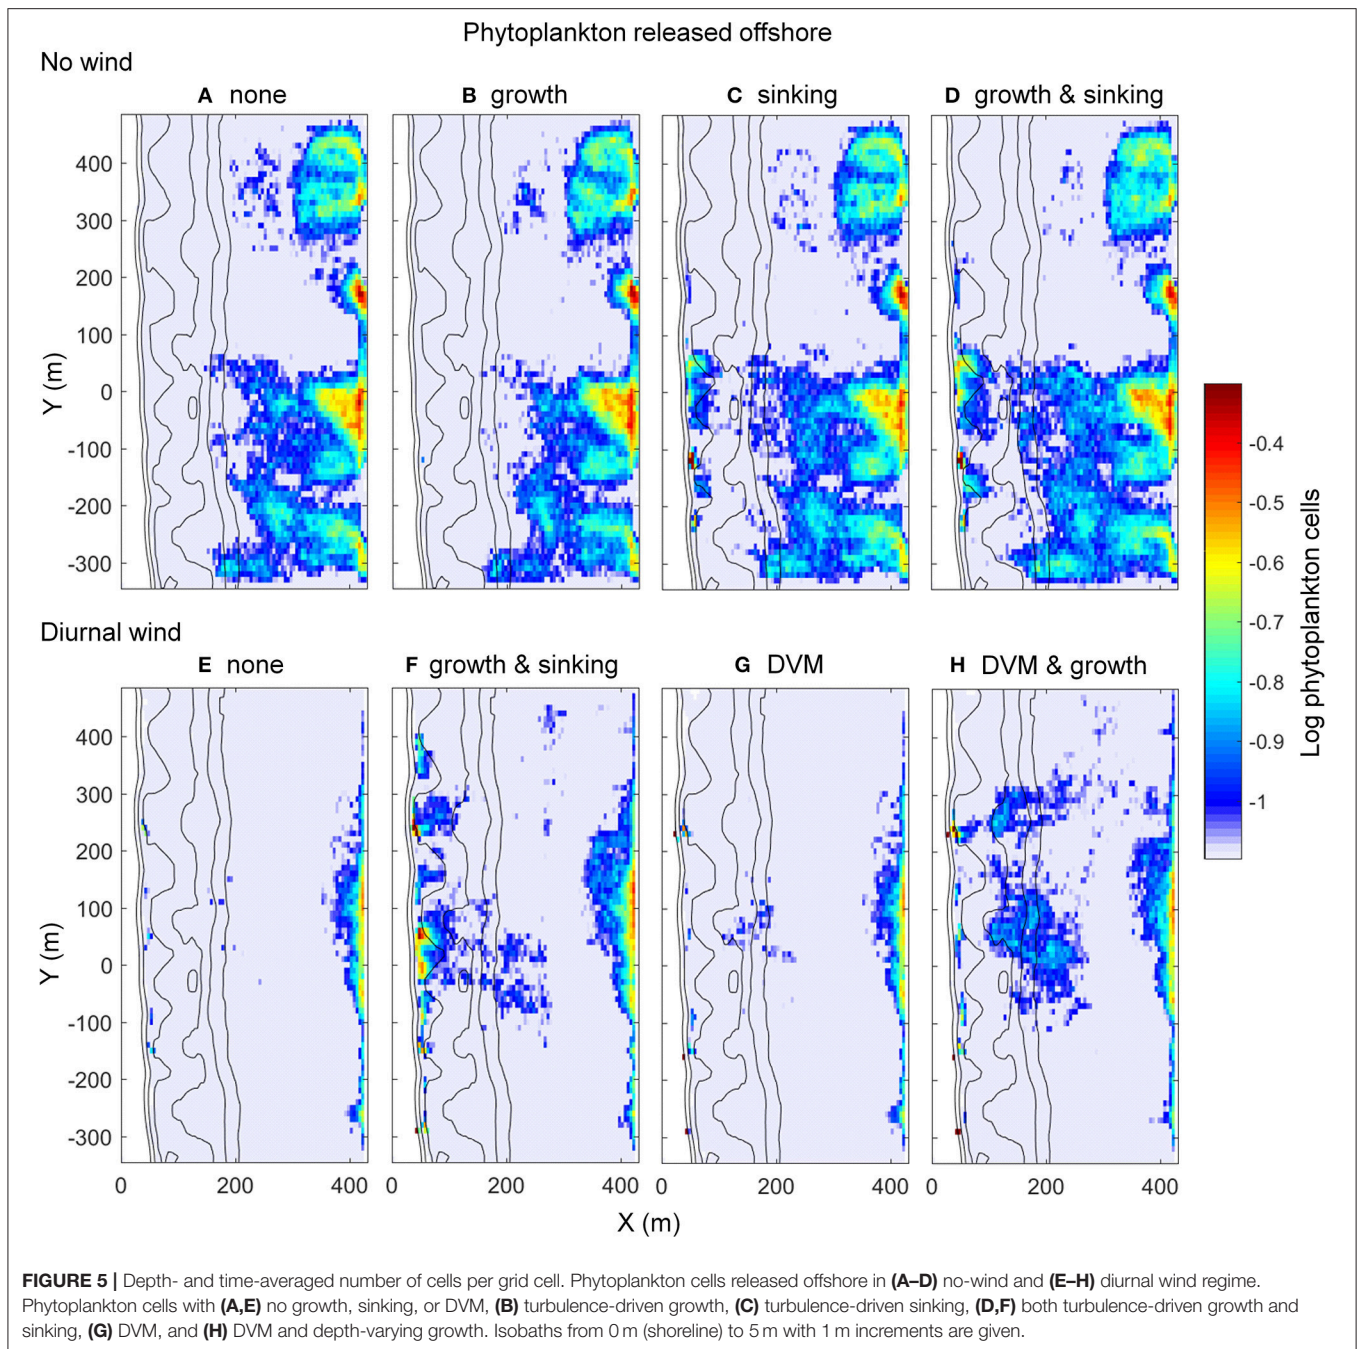 Phytoplankton released offshore
No wind
A none
B growth
C sinking
D growth & sinking
400
300
200
100
0
-100
-200
-300
Y (m)
-0.4
-0.5
-0.6
-0.7
-0.8
-0.9
-1
Log phytoplankton cells
Diurnal wind
E none
F growth & sinking
G DVM
H DVM & growth
400
300
200
100
0
-100
-200
-300
Y (m)
0 200 400 0 200 400 200 400 0 200 400
X (m)
FIGURE 5 | Depth- and time-averaged number of cells per grid cell. Phytoplankton cells released offshore in (A–D) no-wind and (E–H) diurnal wind regime.
Phytoplankton cells with (A,E) no growth, sinking, or DVM, (B) turbulence-driven growth, (C) turbulence-driven sinking, (D,F) both turbulence-driven growth and
sinking, (G) DVM, and (H) DVM and depth-varying growth. Isobaths from 0 m (shoreline) to 5 m with 1 m increments are given.